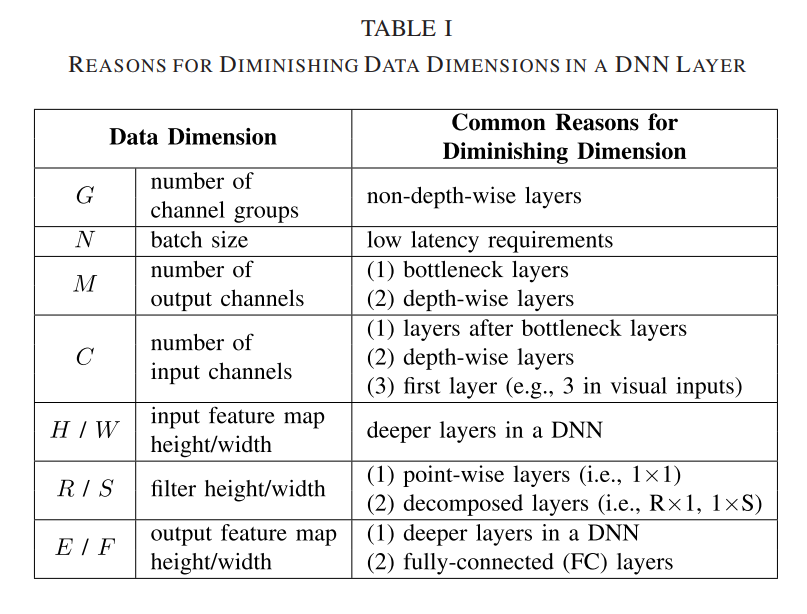 TABLE I
REASONS FOR DIMINISHING DATA DIMENSIONS IN A DNN LAYER
Data Dimension
Common Reasons for
Diminishing Dimension
G
number of
channel groups
non-depth-wise layers
N
batch size
low latency requirements
M
number of
output channels
(1) bottleneck layers
(2) depth-wise layers
C
number of
input channels
(1) layers after bottleneck layers
(2) depth-wise layers
(3) first layer (e.g., 3 in visual inputs)
H / W
input feature map
height/width
deeper layers in a DNN
R / S
filter height/width
(1) point-wise layers (i.e., 1×1)
(2) decomposed layers (i.e., R×1, 1×S)
E / F
output feature map
height/width
(1) deeper layers in a DNN
(2) fully-connected (FC) layers